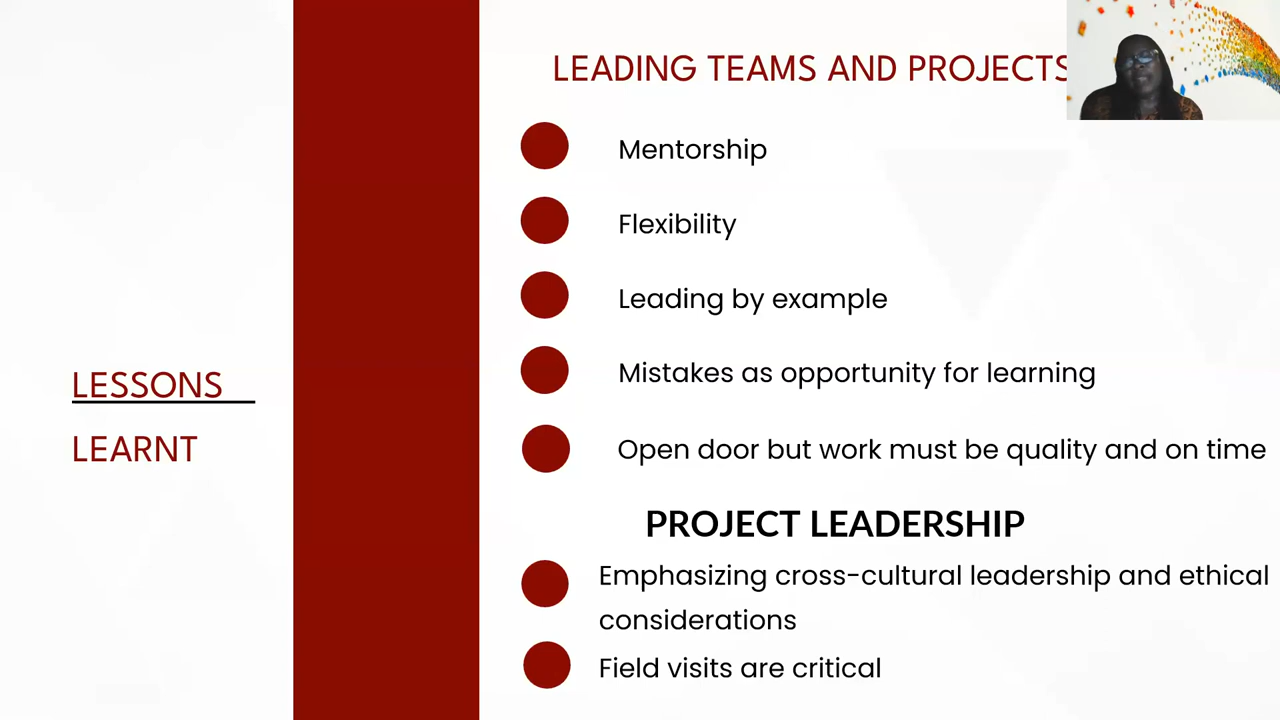 LEADING TEAMS AND PROJECTS
Mentorship
Flexibility
Leading by example
Mistakes as opportunity for learning
LESSONS
LEARNT
Open door but work must be quality and on time
PROJECT LEADERSHIP
Emphasizing cross-cultural leadership and ethical
considerations
Field visits are critical